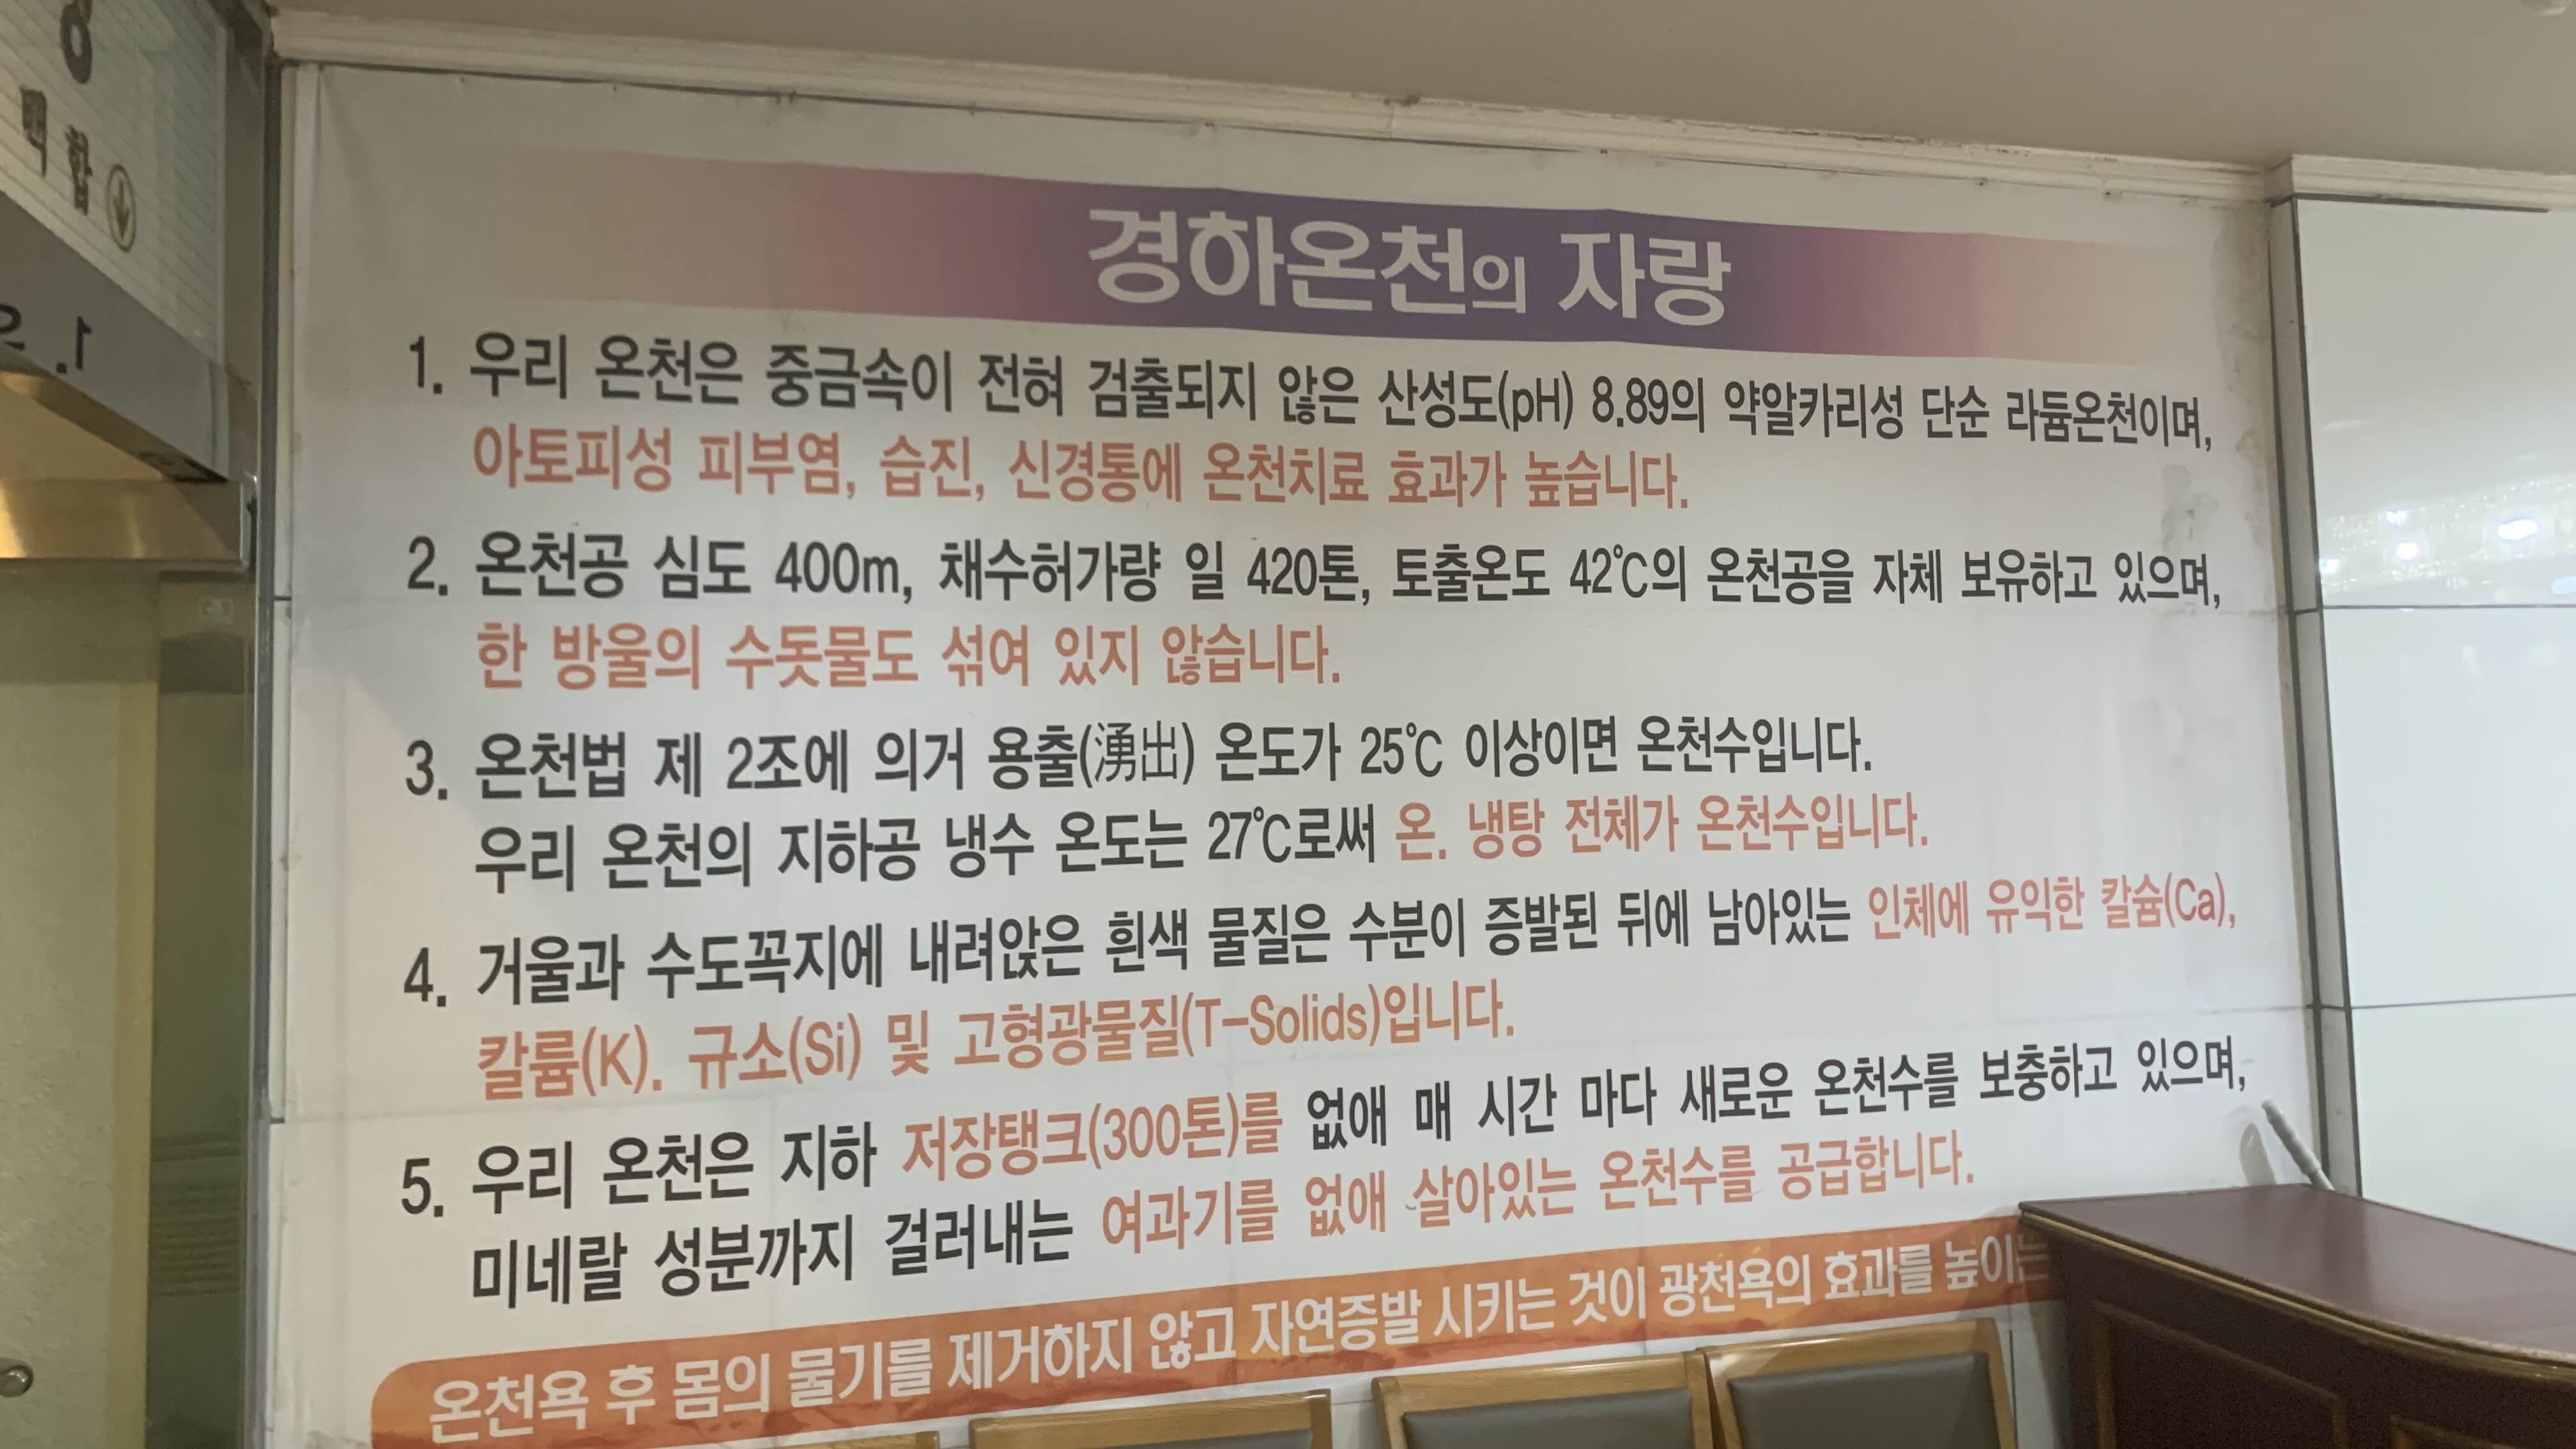 백합
경하온천의 자랑
1. 우리 온천은 중금속이 전혀 검출되지 않은 산성도(pH) 8.89의 약알카리성 단순 라듐온천이며,
아토피성 피부염, 습진, 신경통에 온천치료 효과가 높습니다.
2. 온천공 심도 400m, 채수허가량 일 420톤, 토출온도 42℃의 온천공을 자체 보유하고 있으며,
한 방울의 수돗물도 섞여 있지 않습니다.
3. 온천법 제 2조에 의거 용출(湧出) 온도가 25℃ 이상이면 온천수입니다.
우리 온천의 지하공 냉수 온도는 27℃로써 온. 냉탕 전체가 온천수입니다.
4. 거울과 수도꼭지에 내려앉은 흰색 물질은 수분이 증발된 뒤에 남아있는 인체에 유익한 칼슘(Ca),
칼륨(K). 규소(Si) 및 고형광물질(T-Solids)입니다.
5. 우리 온천은 지하 저장탱크(300톤)를 없애 매 시간 마다 새로운 온천수를 보충하고 있으며,
미네랄 성분까지 걸러내는 여과기를 없애 살아있는 온천수를 공급합니다.
온천욕 후 몸의 물기를 제거하지 않고 자연증발 시키는 것이 광천욕의 효과를 높이는